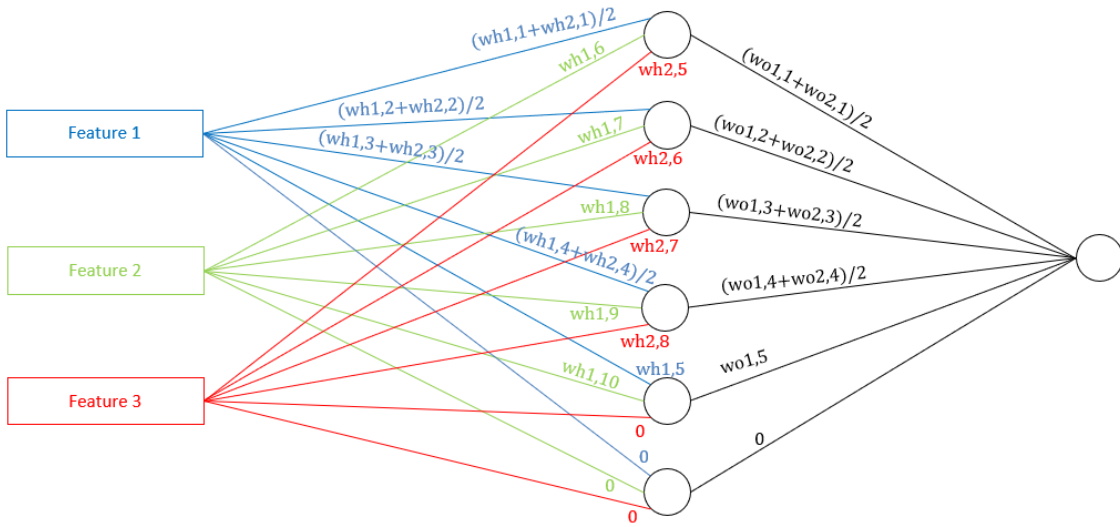 Feature 1
Feature 2
Feature 3
(wh1,1+wh2,1)/2
wh1,6
wh2,5
(wh1,2+wh2,2)/2
wh1,7
wh2,6
(wh1,3+wh2,3)/2
wh1,8
wh2,7
(wh1,4+wh2,4)/2
wh1,9
wh2,8
wh1,5
wh1,10
0
0
0
0
(wo1,1+wo2,1)/2
(wo1,2+wo2,2)/2
(wo1,3+wo2,3)/2
(wo1,4+wo2,4)/2
wo1,5
0